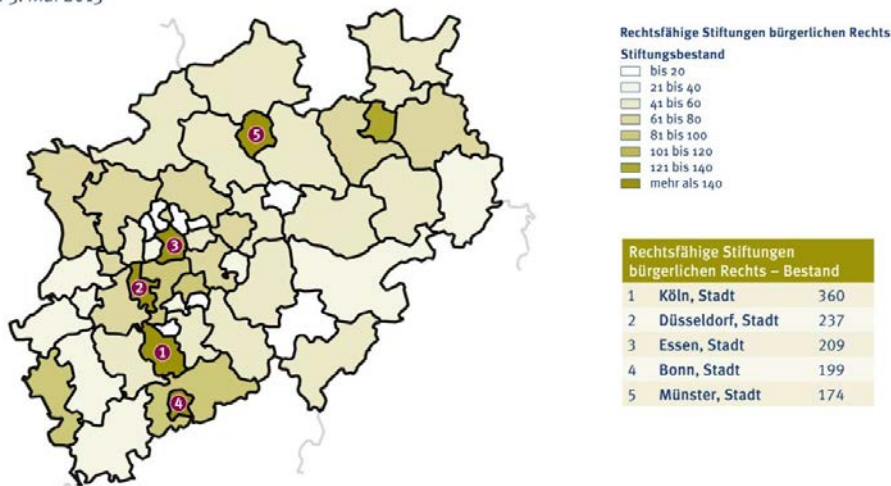 Rechtsfähige Stiftungen bürgerlichen Rechts
Stiftungsbestand
bis 20
21 bis 40
41 bis 60
61 bis 80
81 bis 100
101 bis 120
121 bis 140
mehr als 140
5
3
2
1
4
Rechtsfähige Stiftungen
bürgerlichen Rechts – Bestand
1 Köln, Stadt 360
2 Düsseldorf, Stadt 237
3 Essen, Stadt 209
4 Bonn, Stadt 199
5 Münster, Stadt 174